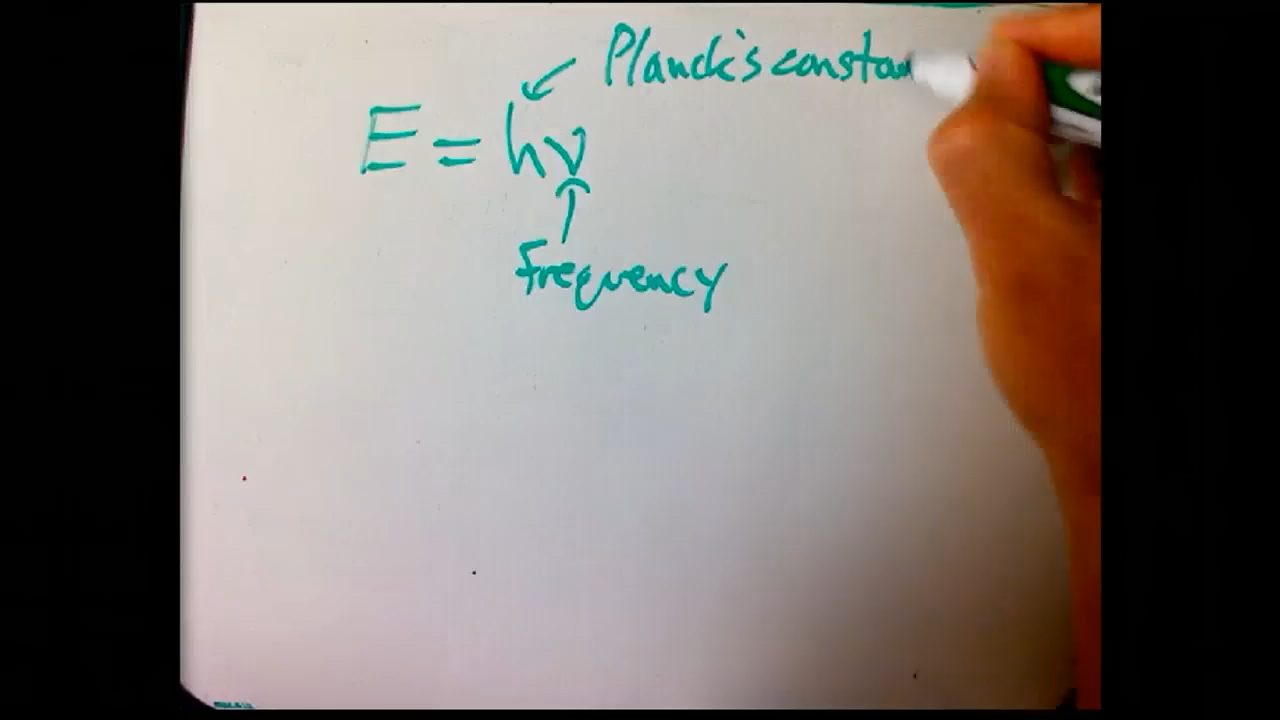 Planck's constan
E = hν
Frequency